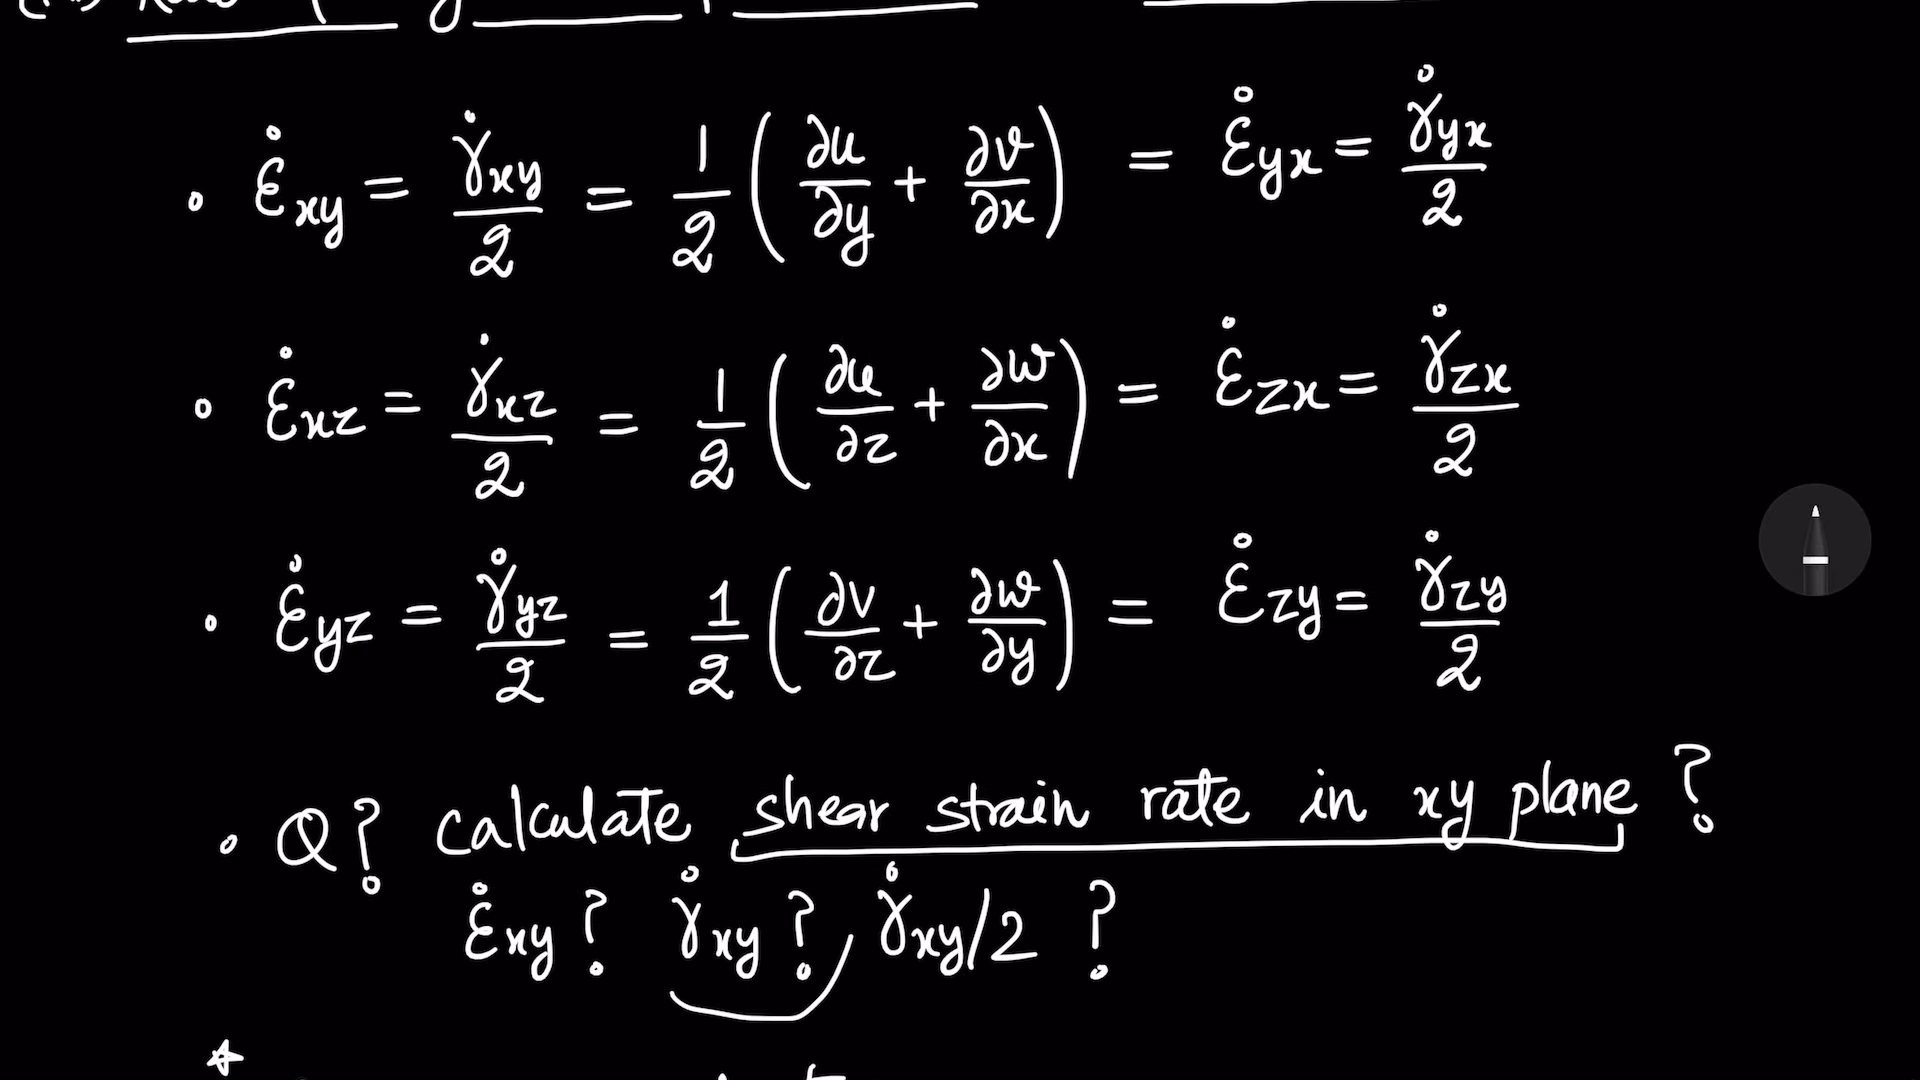 • ε̇xy = γ̇xy/2 = 1/2 (∂u/∂y + ∂v/∂x) = ε̇yx = γ̇yx/2
• ε̇xz = γ̇xz/2 = 1/2 (∂u/∂z + ∂w/∂x) = ε̇zx = γ̇zx/2
• ε̇yz = γ̇yz/2 = 1/2 (∂v/∂z + ∂w/∂y) = ε̇zy = γ̇zy/2
• Q? calculate shear strain rate in xy plane?
ε̇xy? γ̇xy? γ̇xy/2?